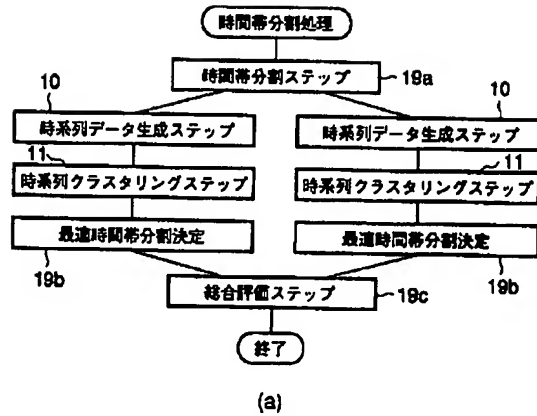 時間帯分割処理
時間帯分割ステップ
19a
10
10
時系列データ生成ステップ
時系列データ生成ステップ
11
11
時系列クラスタリングステップ
時系列クラスタリングステップ
最適時間帯分割決定
最適時間帯分割決定
19b
19b
総合評価ステップ
19c
終了
(a)